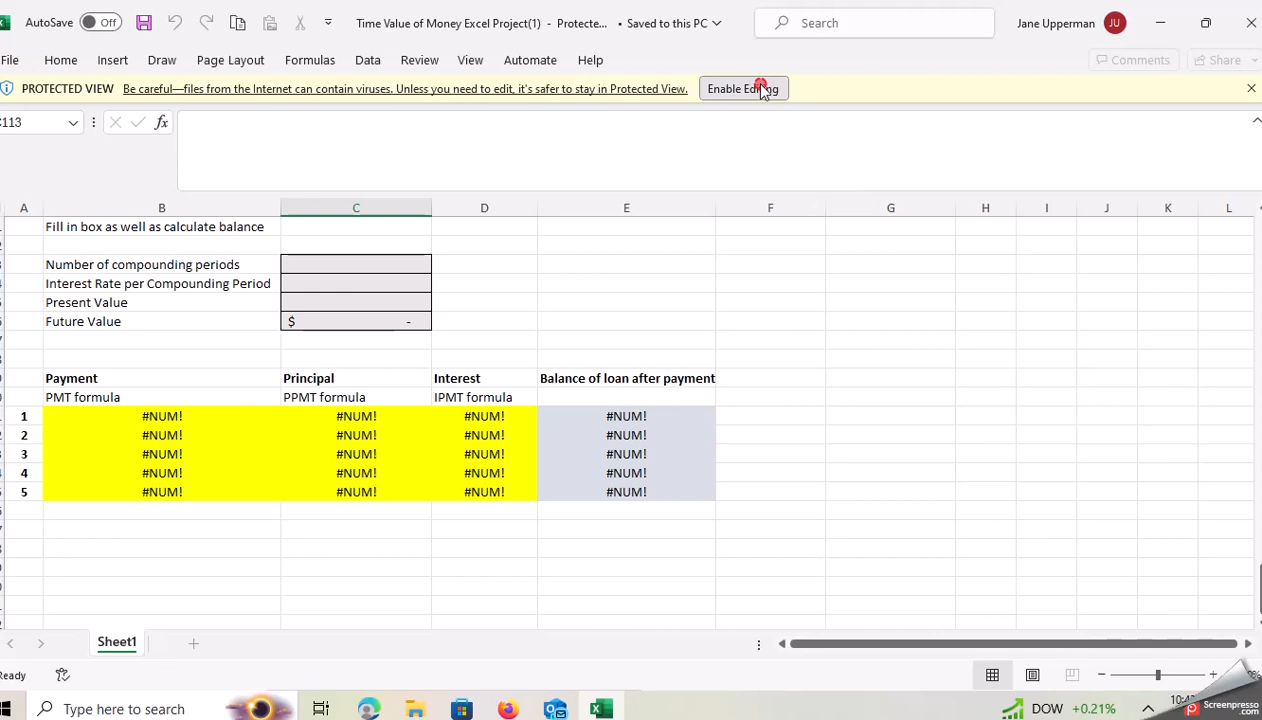 AutoSave Off Time Value of Money Excel Project(1) - Protecte... • Saved to this PC Search Jane Upperman JU
File Home Insert Draw Page Layout Formulas Data Review View Automate Help Comments Share
PROTECTED VIEW Be careful—files from the Internet can contain viruses. Unless you need to edit, it's safer to stay in Protected View. Enable Editing
C113 fx
A B C D E F G H I J K L
Fill in box as well as calculate balance
Number of compounding periods
Interest Rate per Compounding Period
Present Value
Future Value $ -
Payment Principal Interest Balance of loan after payment
PMT formula PPMT formula IPMT formula
1 #NUM! #NUM! #NUM! #NUM!
2 #NUM! #NUM! #NUM! #NUM!
3 #NUM! #NUM! #NUM! #NUM!
4 #NUM! #NUM! #NUM! #NUM!
5 #NUM! #NUM! #NUM! #NUM!
Sheet1
Ready
Type here to search DOW +0.21% Screenpresso.com